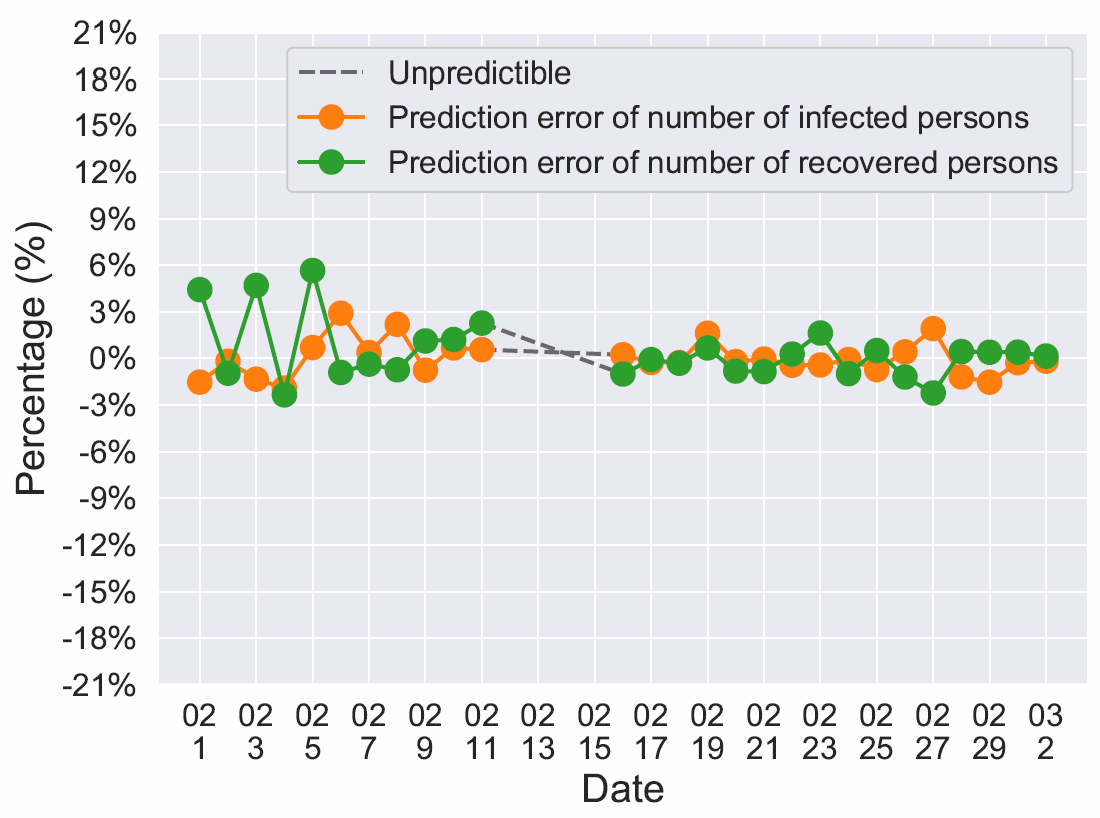 21%
18%
15%
12%
9%
6%
3%
0%
-3%
-6%
-9%
-12%
-15%
-18%
-21%
Percentage (%)
Unpredictible
Prediction error of number of infected persons
Prediction error of number of recovered persons
02 02 02 02 02 02 02 02 02 02 02 02 02 02 02 03
1 3 5 7 9 11 13 15 17 19 21 23 25 27 29 2
Date